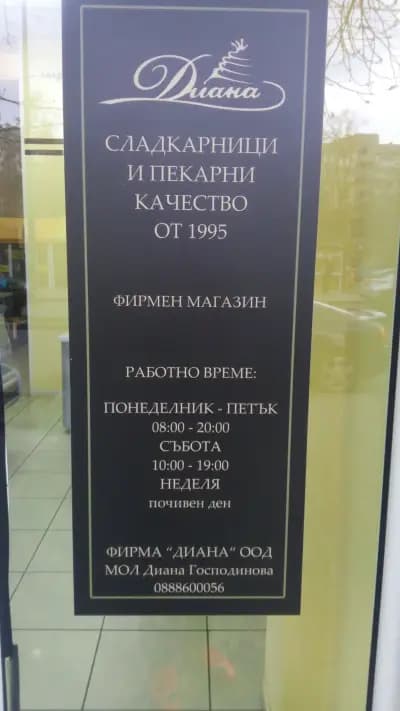 Диана
СЛАДКАРНИЦИ
И ПЕКАРНИ
КАЧЕСТВО
ОТ 1995
ФИРМЕН МАГАЗИН
РАБОТНО ВРЕМЕ:
ПОНЕДЕЛНИК - ПЕТЪК
08:00 - 20:00
СЪБОТА
10:00 - 19:00
НЕДЕЛЯ
почивен ден
ФИРМА “ДИАНА“ ООД
МОЛ Диана Господинова
0888600056